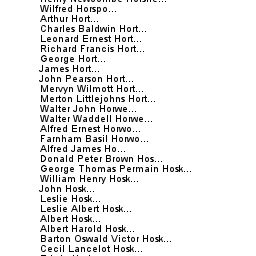 Wilfred Horspo...
Arthur Hort...
Charles Baldwin Hort...
Leonard Ernest Hort...
Richard Francis Hort...
George Hort...
James Hort...
John Pearson Hort...
Mervyn Wilmott Hort...
Merton Littlejohns Hort...
Walter John Horwe...
Walter Waddell Horwe...
Alfred Ernest Horwo...
Farnham Basil Horwo...
Alfred James Ho...
Donald Peter Brown Hos...
George Thomas Permain Hosk...
William Henry Hosk...
John Hosk...
Leslie Hosk...
Leslie Albert Hosk...
Albert Hosk...
Albert Harold Hosk...
Barton Oswald Victor Hosk...
Cecil Lancelot Hosk...